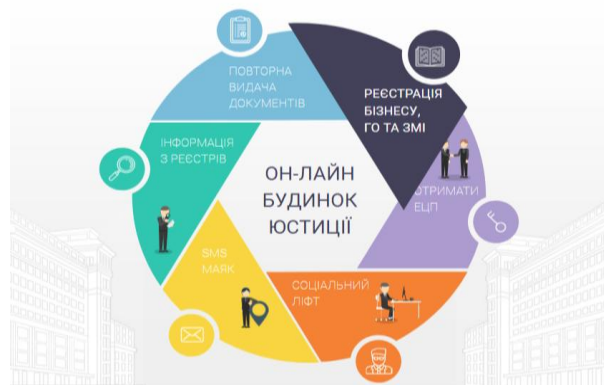 ПОВТОРНА
ВИДАЧА
ДОКУМЕНТІВ
РЕЄСТРАЦІЯ
БІЗНЕСУ,
ГО ТА ЗМІ
ІНФОРМАЦІЯ
З РЕЄСТРІВ
ОН-ЛАЙН
БУДИНОК
ЮСТИЦІЇ
ОТРИМАТИ
ЕЦП
SMS
МАЯК
СОЦІАЛЬНИЙ
ЛІФТ